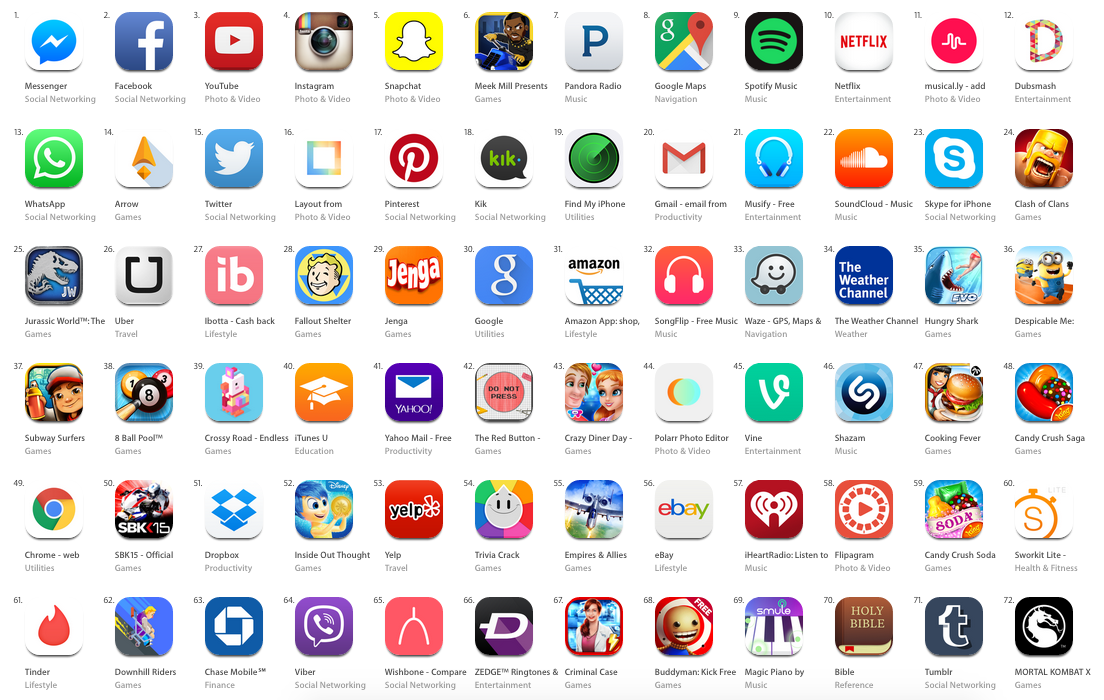 1.
Messenger
Social Networking
2.
f
Facebook
Social Networking
3.
YouTube
Photo & Video
4.
Instagram
Photo & Video
5.
Snapchat
Photo & Video
6.
Meek Mill Presents
Games
7.
P
Pandora Radio
Music
8.
g
Google Maps
Navigation
9.
Spotify Music
Music
10.
NETFLIX
Netflix
Entertainment
11.
musical.ly - add
Photo & Video
12.
D
Dubsmash
Entertainment
13.
WhatsApp
Social Networking
14.
Arrow
Games
15.
Twitter
Social Networking
16.
Layout from
Photo & Video
17.
Pinterest
Social Networking
18.
kik.
Kik
Social Networking
19.
Find My iPhone
Utilities
20.
Gmail - email from
Productivity
21.
Musify - Free
Entertainment
22.
SoundCloud - Music
Music
23.
S
Skype for iPhone
Social Networking
24.
Clash of Clans
Games
25.
JW
Jurassic World™: The
Games
26.
U
Uber
Travel
27.
ib
Ibotta - Cash back
Lifestyle
28.
Fallout Shelter
Games
29.
Jenga
Jenga
Games
30.
g
Google
Utilities
31.
amazon
Amazon App: shop,
Lifestyle
32.
SongFlip - Free Music
Music
33.
Waze - GPS, Maps &
Navigation
34.
The
Weather
Channel
The Weather Channel
Weather
35.
EVO
Hungry Shark
Games
36.
Despicable Me:
Games
37.
Subway Surfers
Games
38.
1 3
8
8 Ball Pool™
Games
39.
Crossy Road - Endless
Games
40.
iTunes U
Education
41.
YAHOO!
Yahoo Mail - Free
Productivity
42.
DO NOT
PRESS
The Red Button -
Games
43.
Crazy Diner Day -
Games
44.
Polarr Photo Editor
Photo & Video
45.
V
Vine
Entertainment
46.
Shazam
Music
47.
Cooking Fever
Games
48.
King
Candy Crush Saga
Games
49.
Chrome - web
Utilities
50.
SBK15
SBK15 - Official
Games
51.
Dropbox
Productivity
52.
Disney
Inside Out Thought
Games
53.
yelp
Yelp
Travel
54.
Trivia Crack
Games
55.
Empires & Allies
Games
56.
ebay
eBay
Lifestyle
57.
iHeartRadio: Listen to
Music
58.
Flipagram
Photo & Video
59.
SODA
King
Candy Crush Soda
Games
60.
LITE
S
Sworkit Lite -
Health & Fitness
61.
Tinder
Lifestyle
62.
Downhill Riders
Games
63.
Chase Mobile℠
Finance
64.
Viber
Social Networking
65.
Wishbone - Compare
Social Networking
66.
ZEDGE™ Ringtones &
Entertainment
67.
Criminal Case
Games
68.
FREE
Buddyman: Kick Free
Games
69.
smule
Magic Piano by
Music
70.
HOLY
BIBLE
Bible
Reference
71.
t
Tumblr
Social Networking
72.
MORTAL KOMBAT X
Games